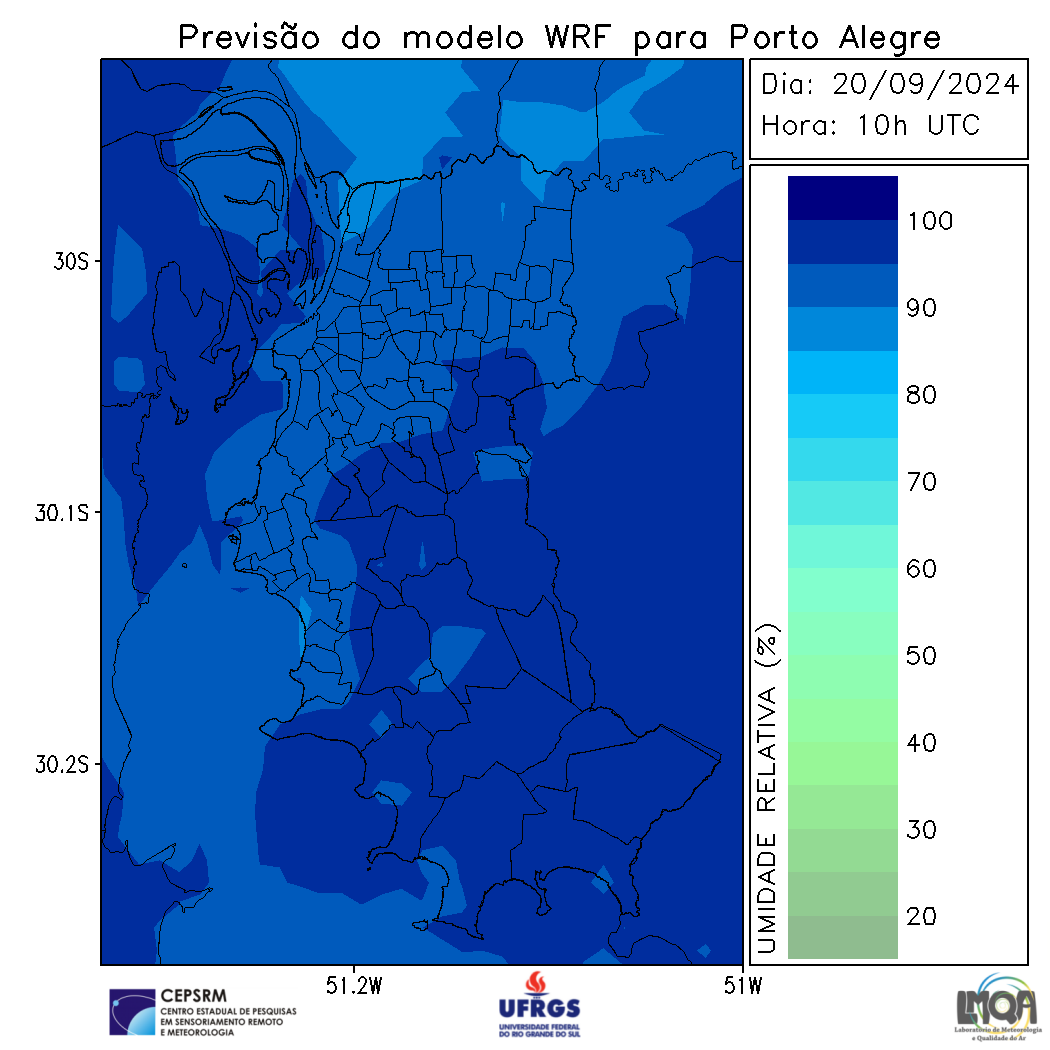 Previsão do modelo WRF para Porto Alegre
Dia: 20/09/2024
Hora: 10h UTC
30S
30.1S
30.2S
51.2W
51W
100
90
80
70
60
50
40
30
20
UMIDADE RELATIVA (%)
CEPSRM
CENTRO ESTADUAL DE PESQUISAS
EM SENSORIAMENTO REMOTO
E METEOROLOGIA
UFRGS
UNIVERSIDADE FEDERAL
DO RIO GRANDE DO SUL
LMQA
Laboratório de Meteorologia
e Qualidade do Ar